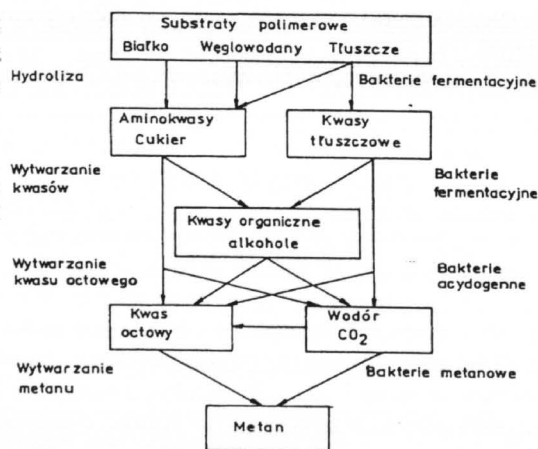 Substraty polimerowe
Białko Węglowodany Tłuszcze
Hydroliza
Bakterie fermentacyjne
Aminokwasy
Cukier
Kwasy
tłuszczowe
Wytwarzanie
kwasów
Bakterie
fermentacyjne
Kwasy organiczne
alkohole
Wytwarzanie
kwasu octowego
Bakterie
acydogenne
Kwas
octowy
Wodór
CO2
Wytwarzanie
metanu
Bakterie metanowe
Metan